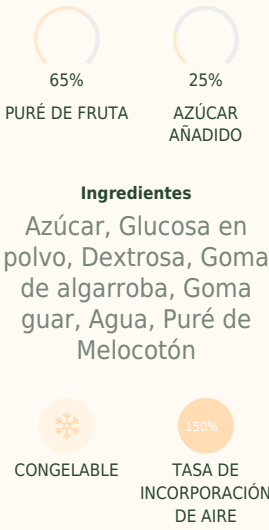 65%
25%
PURÉ DE FRUTA
AZÚCAR
AÑADIDO
Ingredientes
Azúcar, Glucosa en
polvo, Dextrosa, Goma
de algarroba, Goma
guar, Agua, Puré de
Melocotón
150%
CONGELABLE
TASA DE
INCORPORACIÓN
DE AIRE